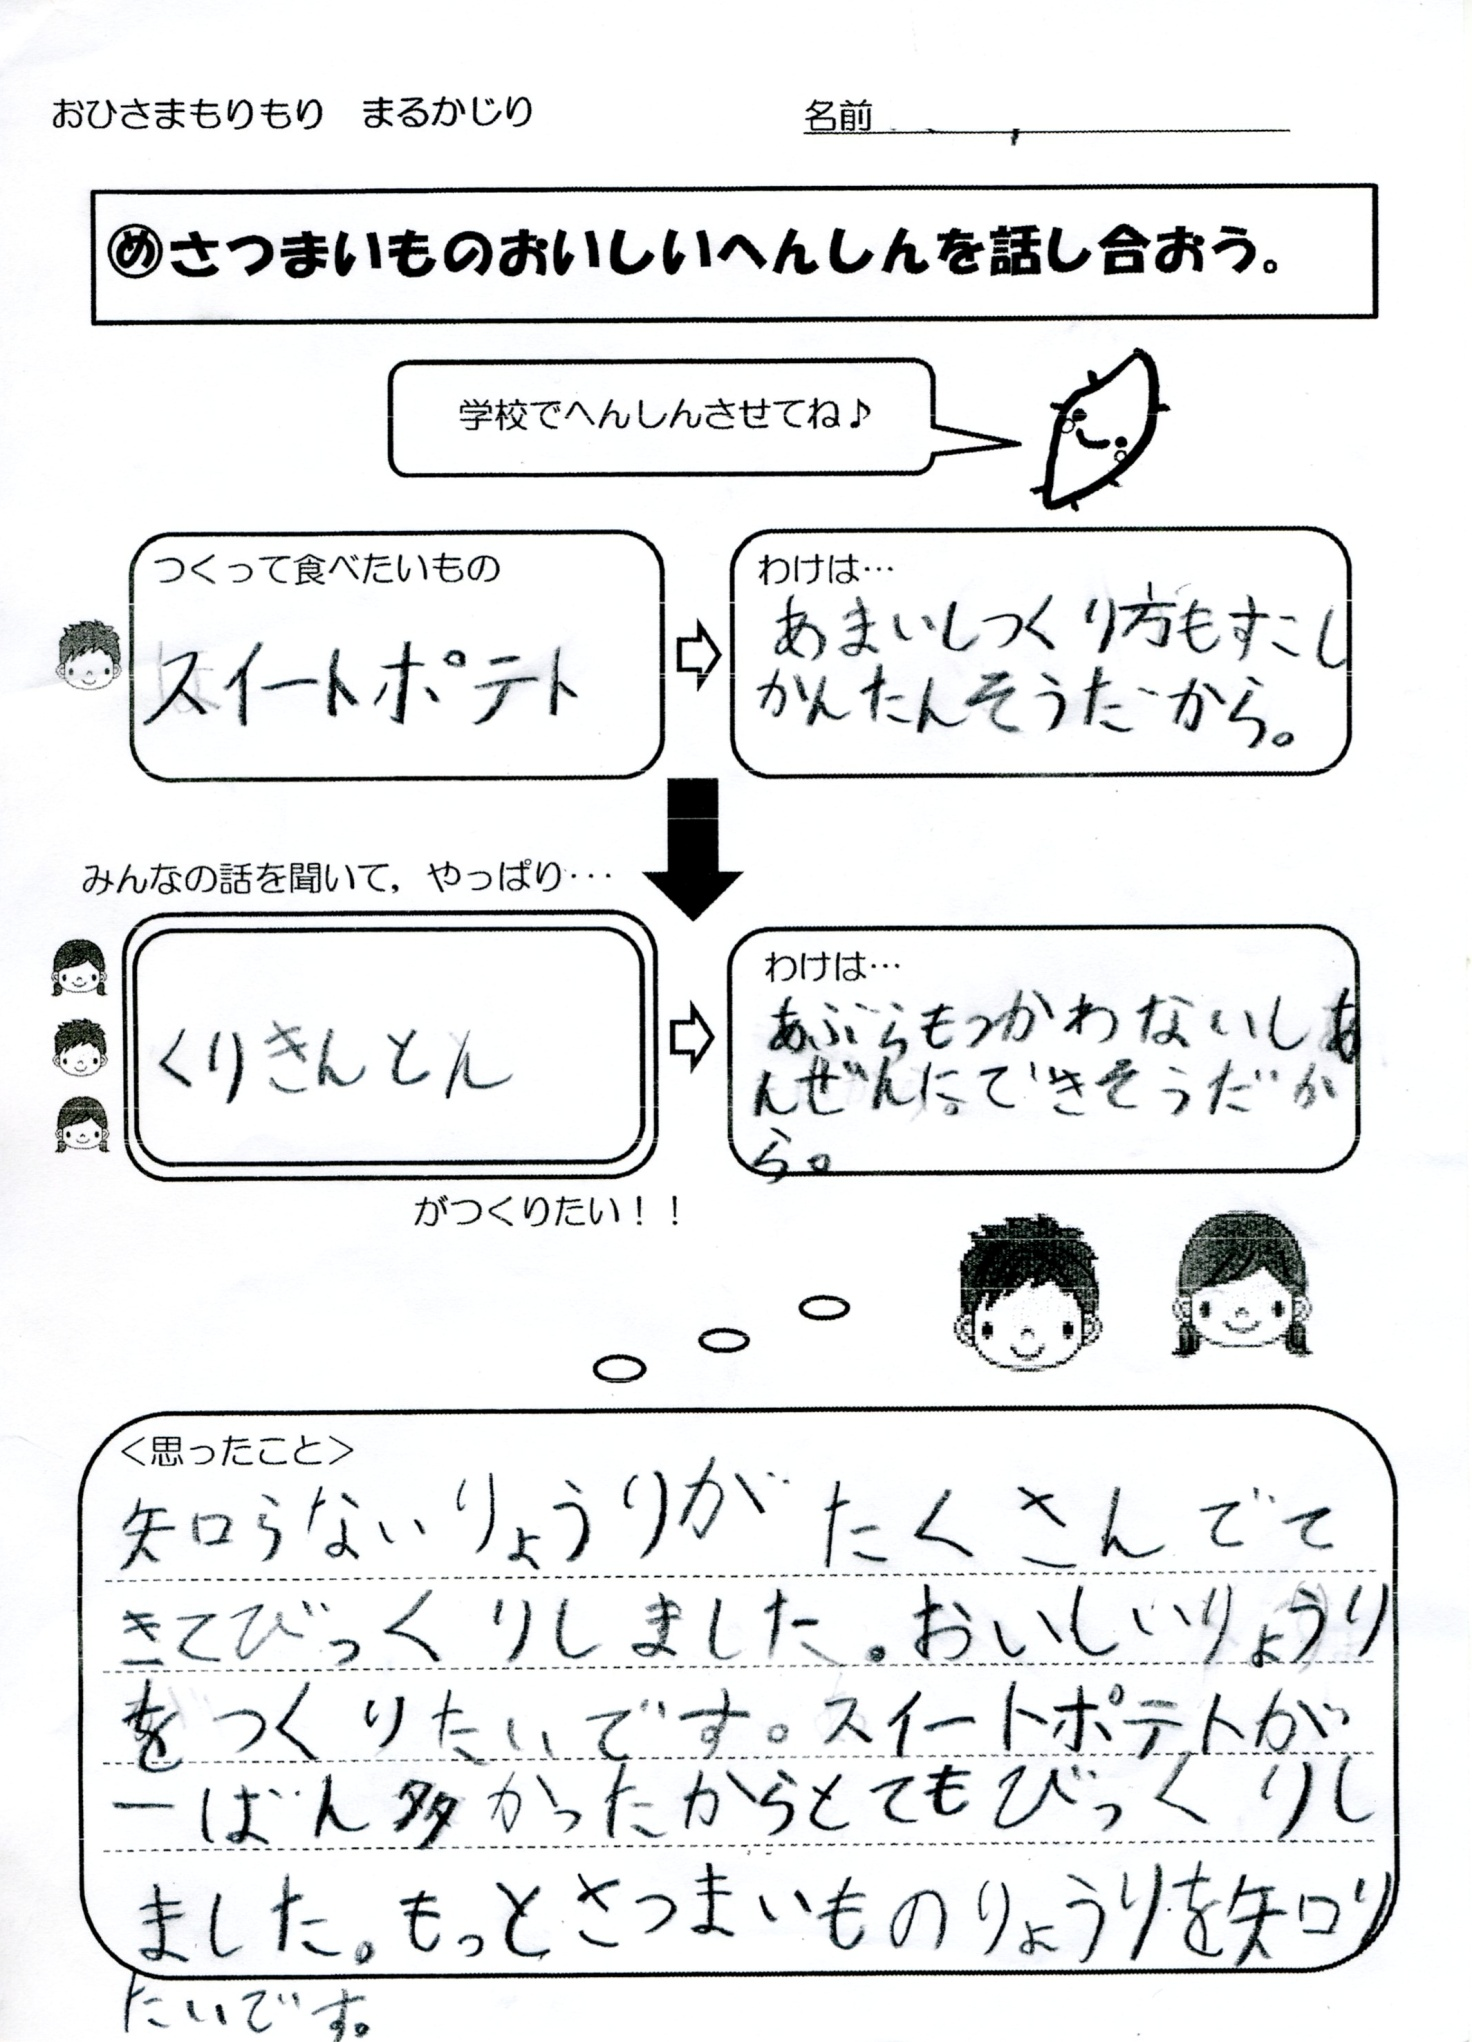 おひさまもりもり　まるかじり
名前
めさつまいものおいしいへんしんを話し合おう。
学校でへんしんさせてね♪
つくって食べたいもの
スイートポテト
わけは…
あまいしつくり方もすこし
かんたんそうだから。
みんなの話を聞いて，やっぱり…
くりきんとん
わけは…
あぶらもつかわないしあ
んぜんにできそうだか
ら。
がつくりたい！！
＜思ったこと＞
知らないりょうりがたくさんでて
きてびっくりしました。おいしいりょうり
をつくりたいです。スイートポテトが
一ばん多かったからとてもびっくりし
ました。もっとさつまいものりょうりを知り
たいです。